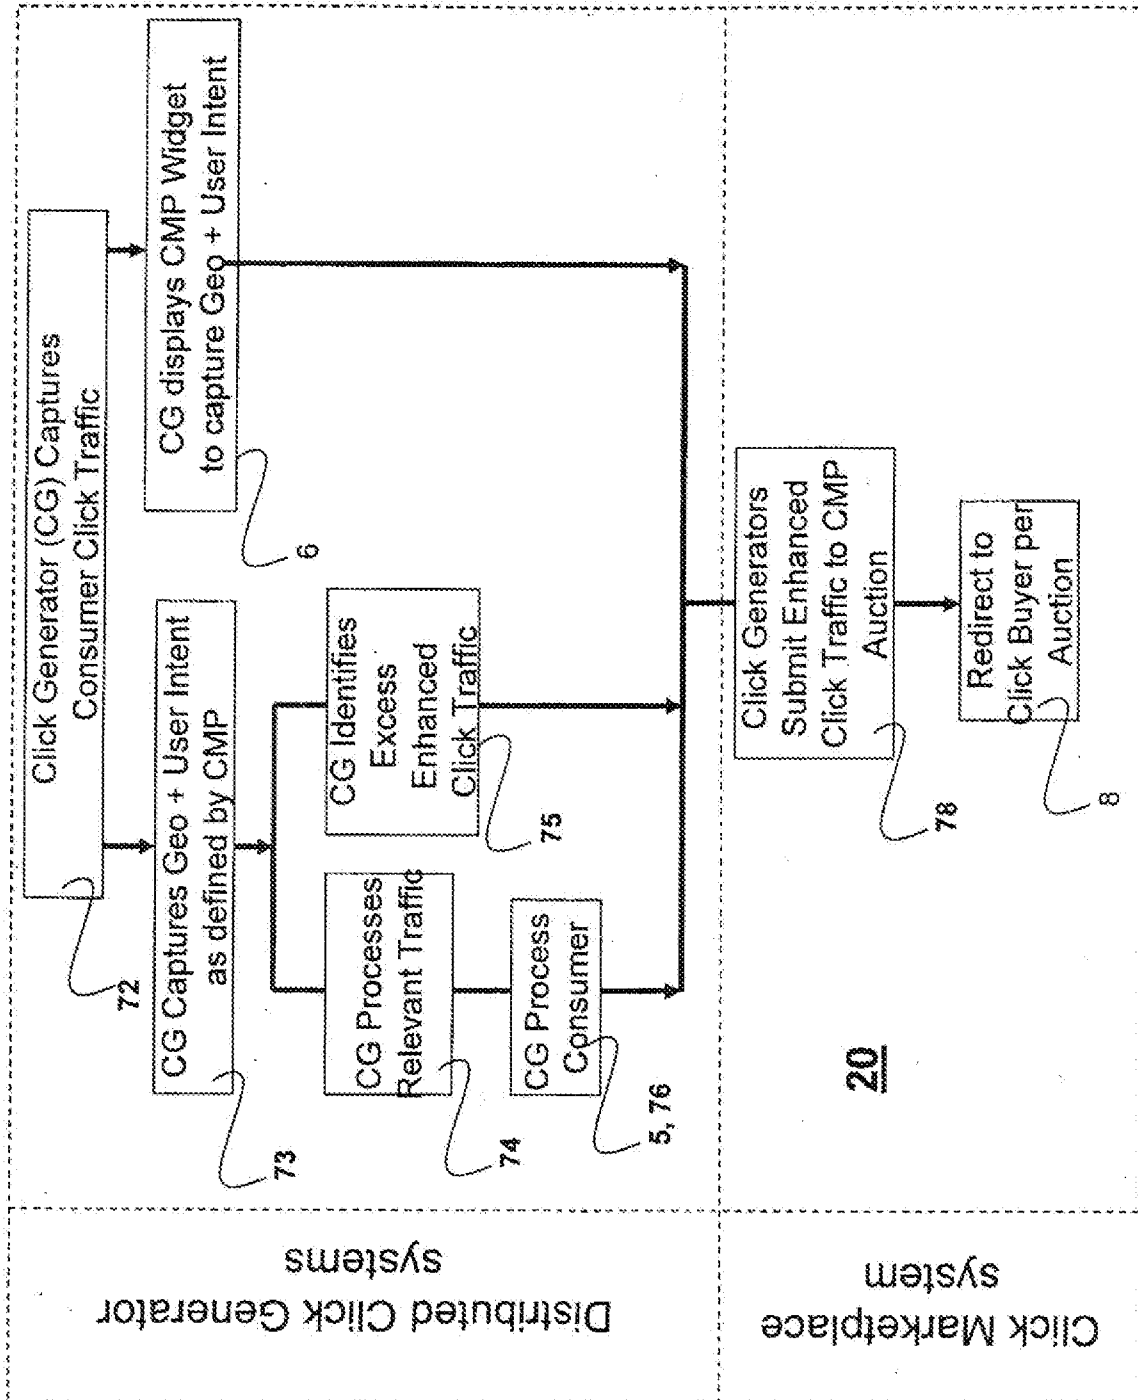 Click Generator (CG) Captures
Consumer Click Traffic
72
CG Captures Geo + User Intent
as defined by CMP
73
CG displays CMP Widget
to capture Geo + User Intent
6
CG Processes
Relevant Traffic
74
CG Identifies
Excess
Enhanced
Click Traffic
75
CG Process
Consumer
5, 76
Distributed Click Generator
systems
Click Generators
Submit Enhanced
Click Traffic to CMP
Auction
78
Redirect to
Click Buyer per
Auction
8
20
Click Marketplace
system